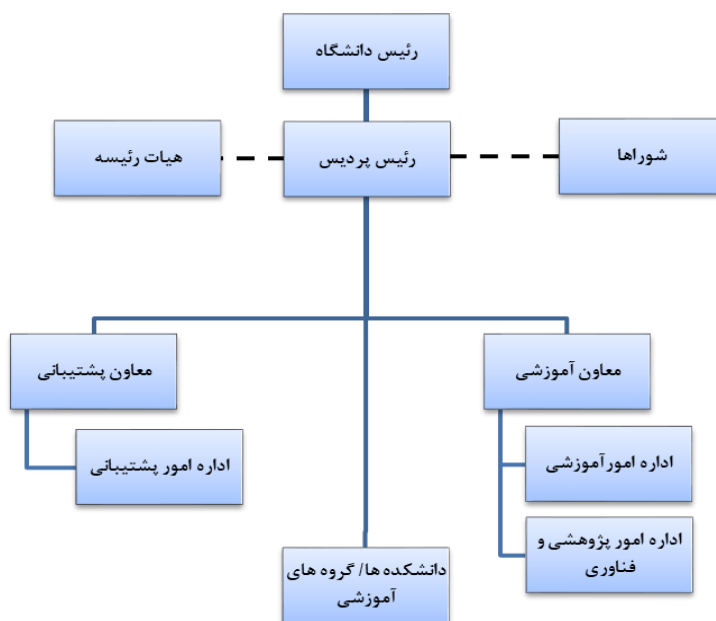 رئیس دانشگاه
شوراها
رئیس پردیس
هیات رئیسه
معاون آموزشی
معاون پشتیبانی
اداره امورآموزشی
اداره امور پشتیبانی
اداره امور پژوهشی و
فناوری
دانشکده ها/ گروه های
آموزشی